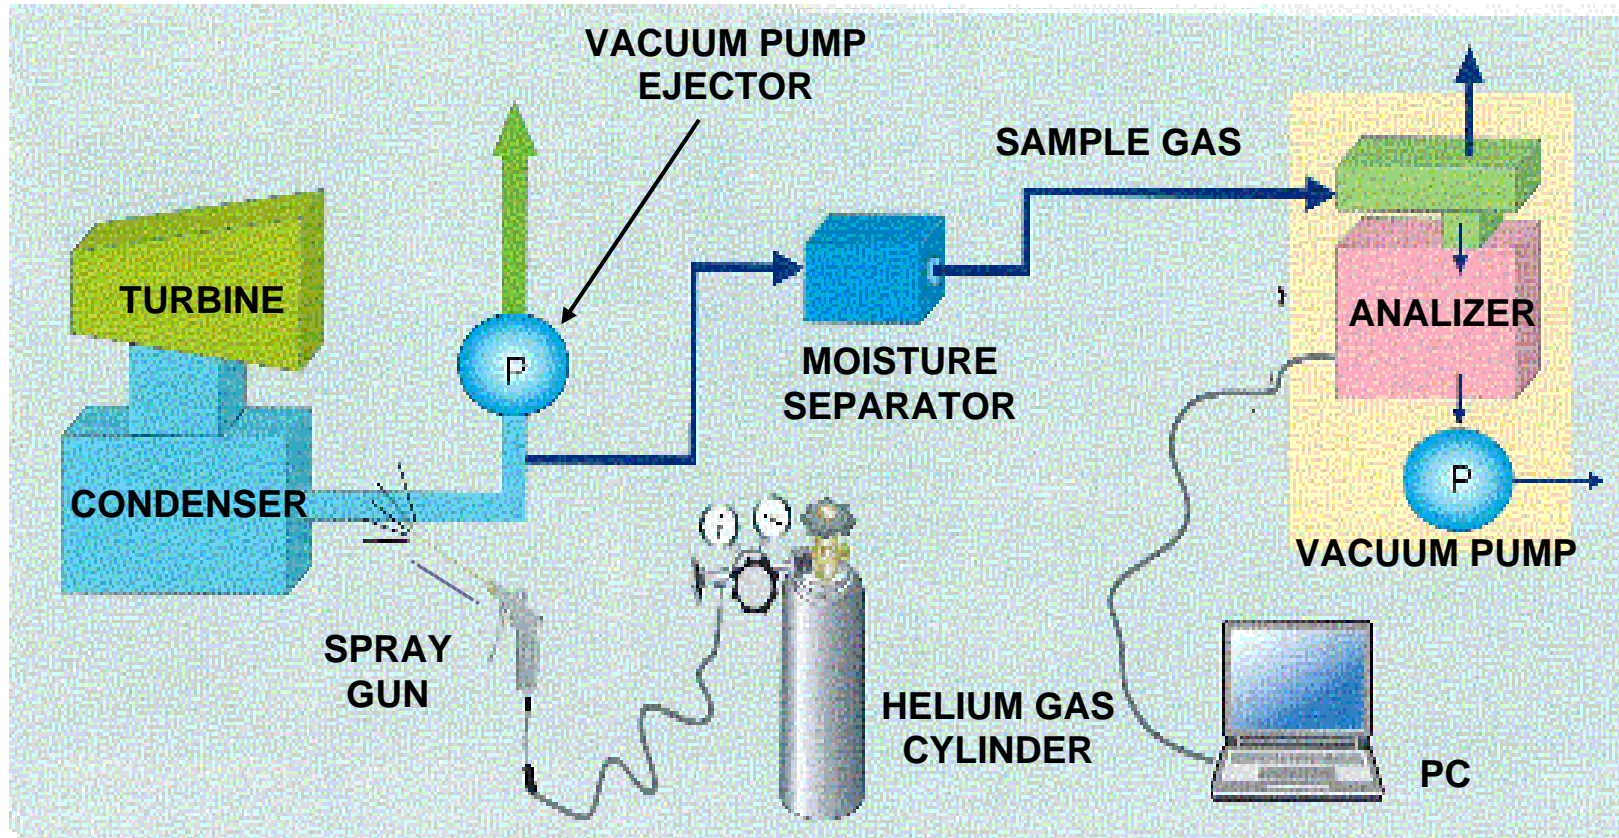 VACUUM PUMP
EJECTOR
SAMPLE GAS
TURBINE
P
MOISTURE
SEPARATOR
ANALIZER
CONDENSER
P
VACUUM PUMP
SPRAY
GUN
HELIUM GAS
CYLINDER
PC